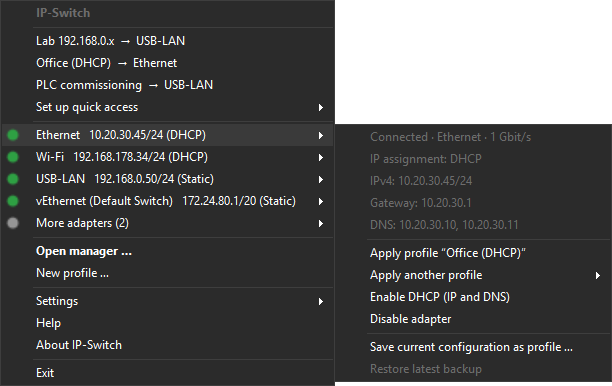 IP-Switch
Lab 192.168.0.x → USB-LAN
Office (DHCP) → Ethernet
PLC commissioning → USB-LAN
Set up quick access
Ethernet 10.20.30.45/24 (DHCP)
Wi-Fi 192.168.178.34/24 (DHCP)
USB-LAN 192.168.0.50/24 (Static)
vEthernet (Default Switch) 172.24.80.1/20 (Static)
More adapters (2)
Open manager ...
New profile ...
Settings
Help
About IP-Switch
Exit
Connected · Ethernet · 1 Gbit/s
IP assignment: DHCP
IPv4: 10.20.30.45/24
Gateway: 10.20.30.1
DNS: 10.20.30.10, 10.20.30.11
Apply profile “Office (DHCP)“
Apply another profile
Enable DHCP (IP and DNS)
Disable adapter
Save current configuration as profile ...
Restore latest backup